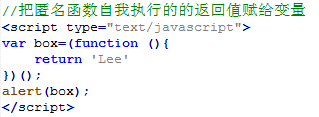 //把匿名函数自我执行的的返回值赋给变量
<script type="text/javascript">
var box=(function (){
    return 'Lee'
})();
alert(box);
</script>